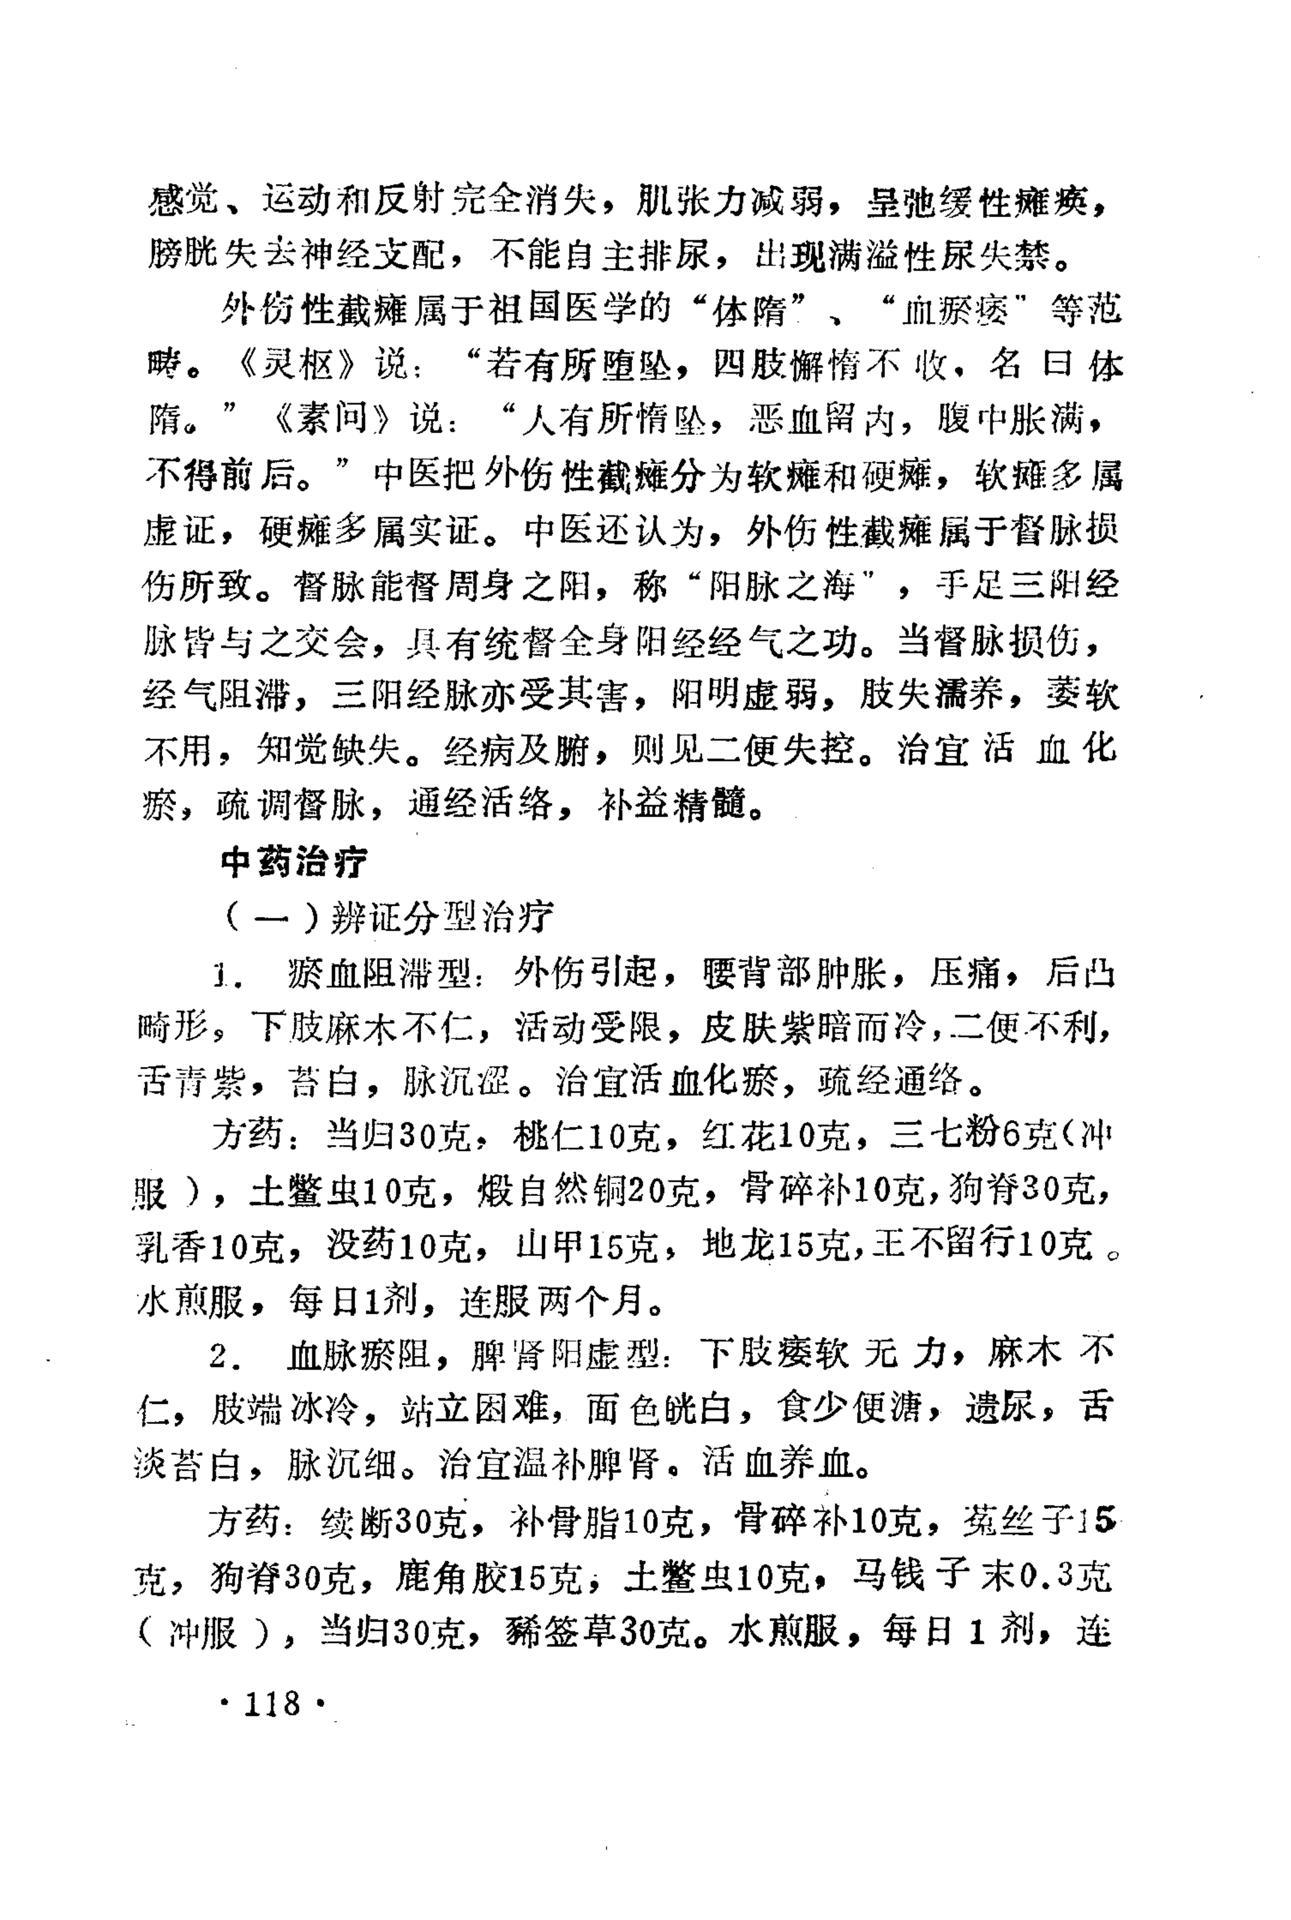 感觉、运动和反射完全消失，肌张力减弱，呈弛缓性瘫痪，
膀胱失去神经支配，不能自主排尿，出现满溢性尿失禁。
外伤性截瘫属于祖国医学的“体隋”、“血瘀痿”等范
畴。《灵枢》说：“若有所堕坠，四肢懈惰不收，名曰体
隋。”《素问》说：“人有所惰坠，恶血留内，腹中胀满，
不得前后。”中医把外伤性截瘫分为软瘫和硬瘫，软瘫多属
虚证，硬瘫多属实证。中医还认为，外伤性截瘫属于督脉损
伤所致。督脉能督周身之阳，称“阳脉之海”，手足三阳经
脉皆与之交会，具有统督全身阳经经气之功。当督脉损伤，
经气阻滞，三阳经脉亦受其害，阳明虚弱，肢失濡养，萎软
不用，知觉缺失。经病及腑，则见二便失控。治宜活血化
瘀，疏调督脉，通经活络，补益精髓。
中药治疗
（一）辨证分型治疗
1. 瘀血阻滞型：外伤引起，腰背部肿胀，压痛，后凸
畸形，下肢麻木不仁，活动受限，皮肤紫暗而冷，二便不利，
舌青紫，苔白，脉沉涩。治宜活血化瘀，疏经通络。
方药：当归30克，桃仁10克，红花10克，三七粉6克（冲
服），土鳖虫10克，煅自然铜20克，骨碎补10克，狗脊30克，
乳香10克，没药10克，山甲15克，地龙15克，王不留行10克。
水煎服，每日1剂，连服两个月。
2. 血脉瘀阻，脾肾阳虚型：下肢痿软无力，麻木不
仁，肢端冰冷，站立困难，面色㿠白，食少便溏，遗尿，舌
淡苔白，脉沉细。治宜温补脾肾。活血养血。
方药：续断30克，补骨脂10克，骨碎补10克，菟丝子15
克，狗脊30克，鹿角胶15克，土鳖虫10克，马钱子末0.3克
（冲服），当归30克，豨签草30克。水煎服，每日1剂，连
·118·